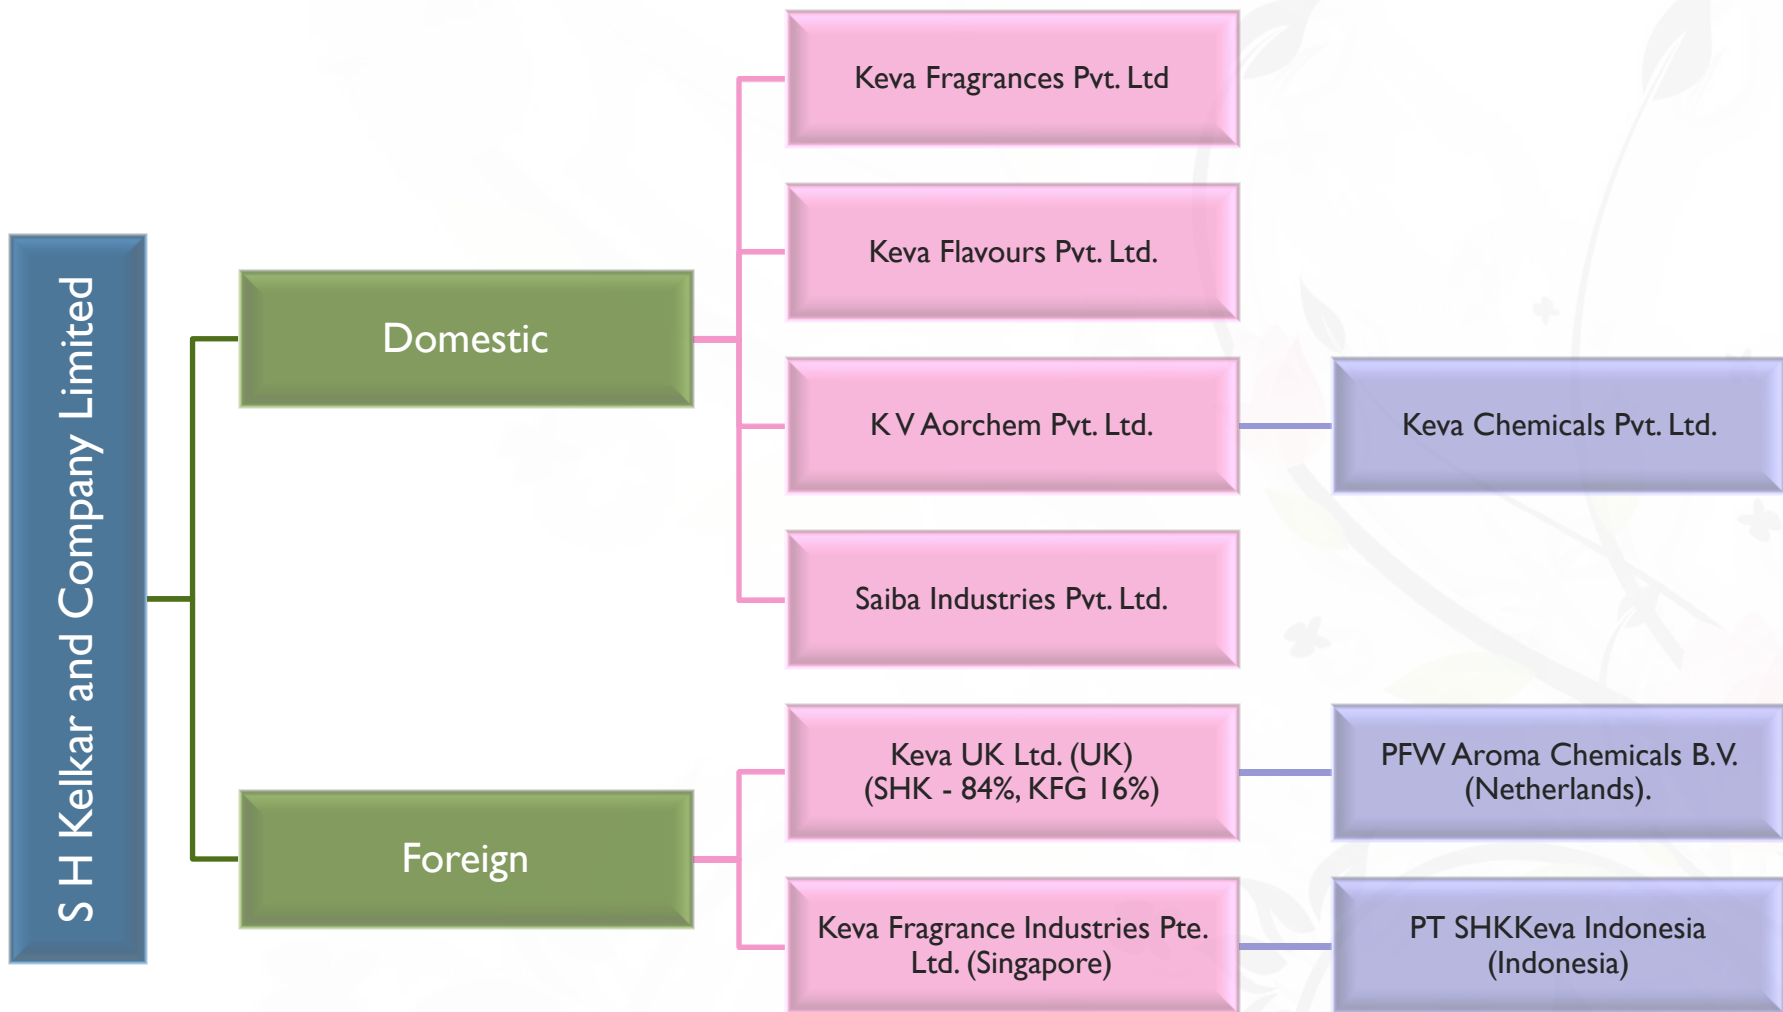 S H Kelkar and Company Limited
Domestic
Keva Fragrances Pvt. Ltd
Keva Flavours Pvt. Ltd.
K V Aorchem Pvt. Ltd.
Keva Chemicals Pvt. Ltd.
Saiba Industries Pvt. Ltd.
Foreign
Keva UK Ltd. (UK)
(SHK - 84%, KFG 16%)
PFW Aroma Chemicals B.V.
(Netherlands).
Keva Fragrance Industries Pte.
Ltd. (Singapore)
PT SHKKeva Indonesia
(Indonesia)